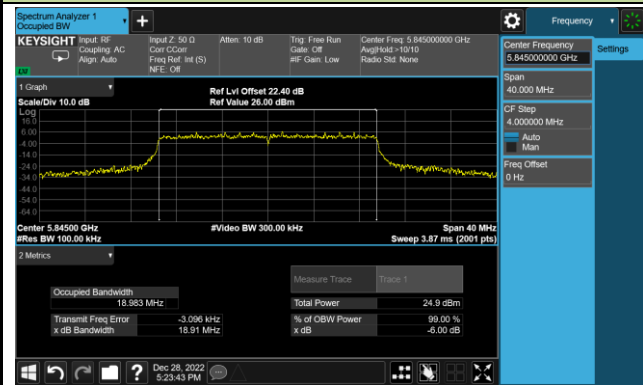 Spectrum Analyzer 1
Occupied BW
Frequency
KEYSIGHT
Input: RF
Coupling: AC
Align: Auto
Input Z: 50 Ω
Corr CCorr
Freq Ref: Int (S)
NFE: Off
Atten: 10 dB
Trig: Free Run
Gate: Off
#IF Gain: Low
Center Freq: 5.845000000 GHz
Avg|Hold:>10/10
Radio Std: None
LXI
1 Graph
Scale/Div 10.0 dB
Ref Lvl Offset 22.40 dB
Ref Value 26.00 dBm
Log
16.0
6.00
-4.00
-14.0
-24.0
-34.0
-44.0
-54.0
-64.0
Center 5.84500 GHz
#Res BW 100.00 kHz
#Video BW 300.00 kHz
Span 40 MHz
Sweep 3.87 ms (2001 pts)
2 Metrics
Measure Trace
Trace 1
Occupied Bandwidth
18.983 MHz
Total Power
24.9 dBm
Transmit Freq Error
-3.096 kHz
% of OBW Power
99.00 %
x dB Bandwidth
18.91 MHz
x dB
-6.00 dB
Center Frequency
5.845000000 GHz
Settings
Span
40.000 MHz
CF Step
4.000000 MHz
Auto
Man
Freq Offset
0 Hz
?
Dec 28, 2022
5:23:43 PM